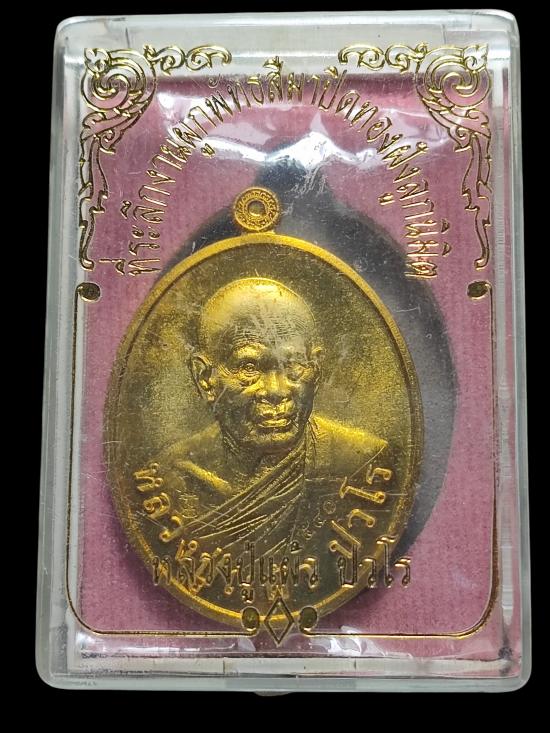 ที่ระลึกงานผูกพัทธสีมาปิดทองฝังลูกนิมิต
หลวงปู่แผ้ว ปวโร